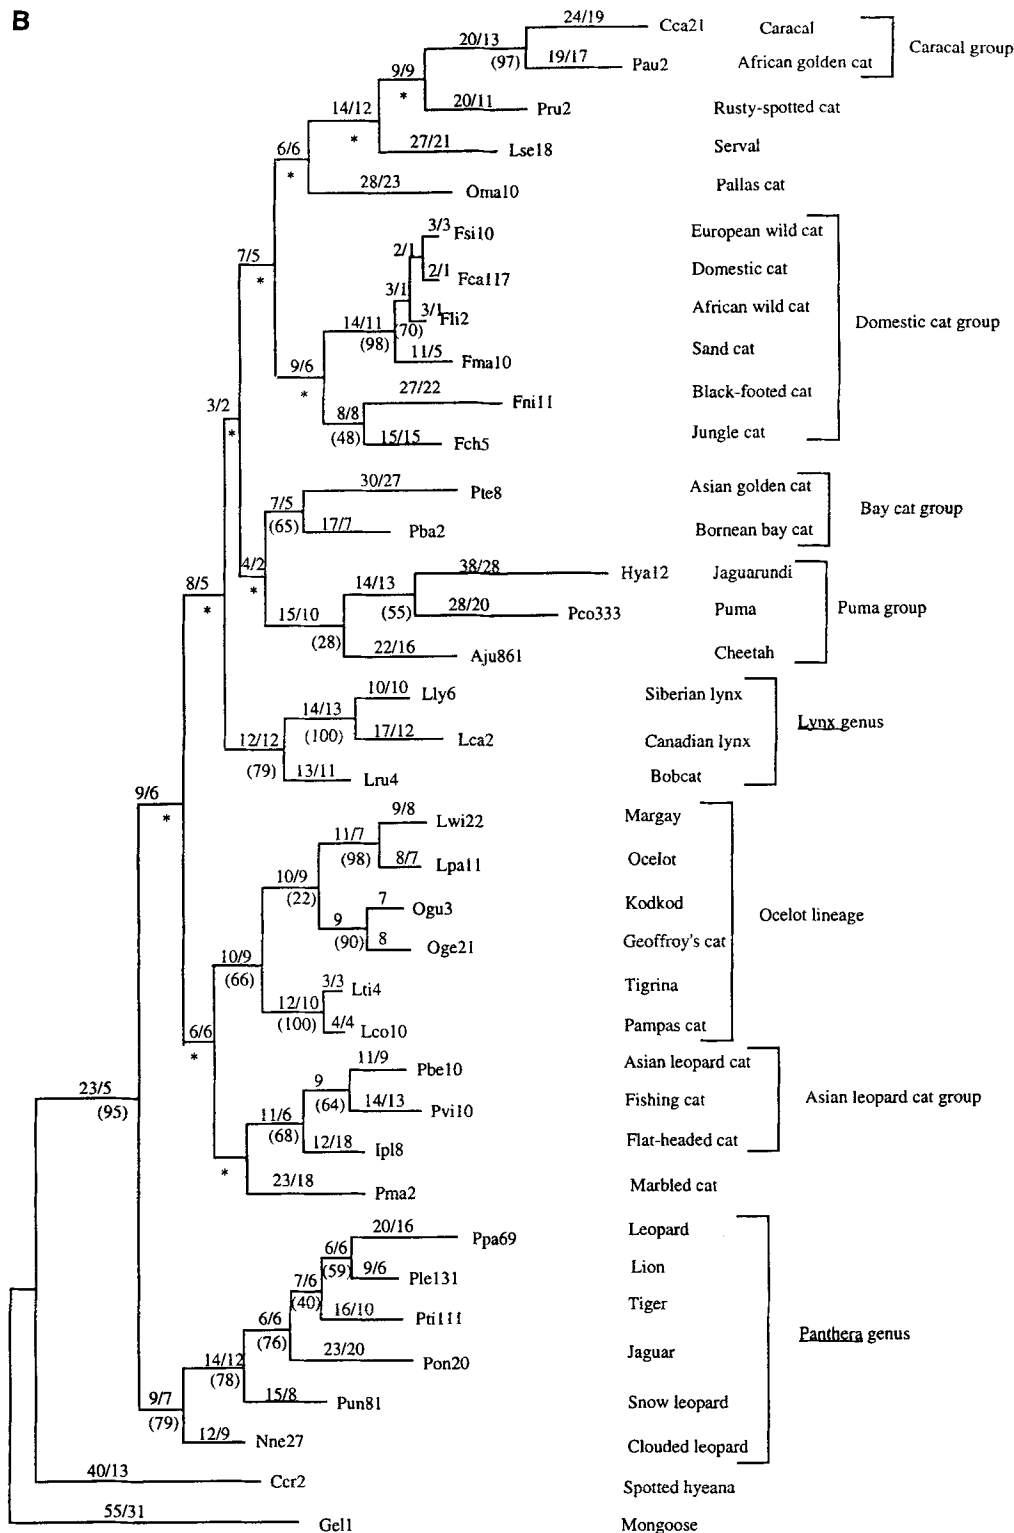 B
24/19 Cca21 Caracal
20/13 Caracal group
(97) 19/17 Pau2 African golden cat
9/9
*
20/11 Pru2 Rusty-spotted cat
14/12
*
27/21 Lse18 Serval
6/6
*
28/23 Oma10 Pallas cat
3/3 Fsi10 European wild cat
2/1
7/5
*
2/1 Fca117 Domestic cat
3/1
3/1 Fli2 African wild cat
14/11 (70) Domestic cat group
(98)
11/5 Fma10 Sand cat
9/6
*
27/22 Fni11 Black-footed cat
3/2
*
8/8
(48) 15/15 Fch5 Jungle cat
30/27 Pte8 Asian golden cat
7/5 Bay cat group
(65) 17/7 Pba2 Bornean bay cat
4/2
*
38/28 Hya12 Jaguarundi
8/5
*
14/13
(55) 28/20 Pco333 Puma Puma group
15/10
(28) 22/16 Aju861 Cheetah
10/10 Lly6 Siberian lynx
14/13 Lynx genus
(100) 17/12 Lca2 Canadian lynx
12/12
(79) 13/11 Lru4 Bobcat
9/6
*
9/8 Lwi22 Margay
11/7
(98) 8/7 Lpa11 Ocelot
10/9
(22)
7 Ogu3 Kodkod
9 Ocelot lineage
(90) 8 Oge21 Geoffroy's cat
10/9
(66)
3/3 Lti4 Tigrina
12/10
(100) 4/4 Lco10 Pampas cat
6/6
*
11/9 Pbe10 Asian leopard cat
9
(64) 14/13 Pvi10 Fishing cat Asian leopard cat group
23/5
(95)
11/6
(68) 12/18 Ipl8 Flat-headed cat
*
23/18 Pma2 Marbled cat
20/16 Ppa69 Leopard
6/6
(59) 9/6 Ple131 Lion
7/6
(40) 16/10 Pti111 Tiger
6/6 Panthera genus
(76) 23/20 Pon20 Jaguar
14/12
(78) 15/8 Pun81 Snow leopard
9/7
(79) 12/9 Nne27 Clouded leopard
40/13 Ccr2 Spotted hyeana
55/31 Gel1 Mongoose